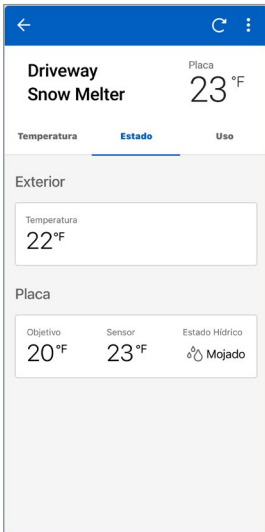 Driveway
Snow Melter
Placa
23°F
Temperatura
Estado
Uso
Exterior
Temperatura
22°F
Placa
Objetivo
Sensor
Estado Hídrico
20°F
23°F
Mojado